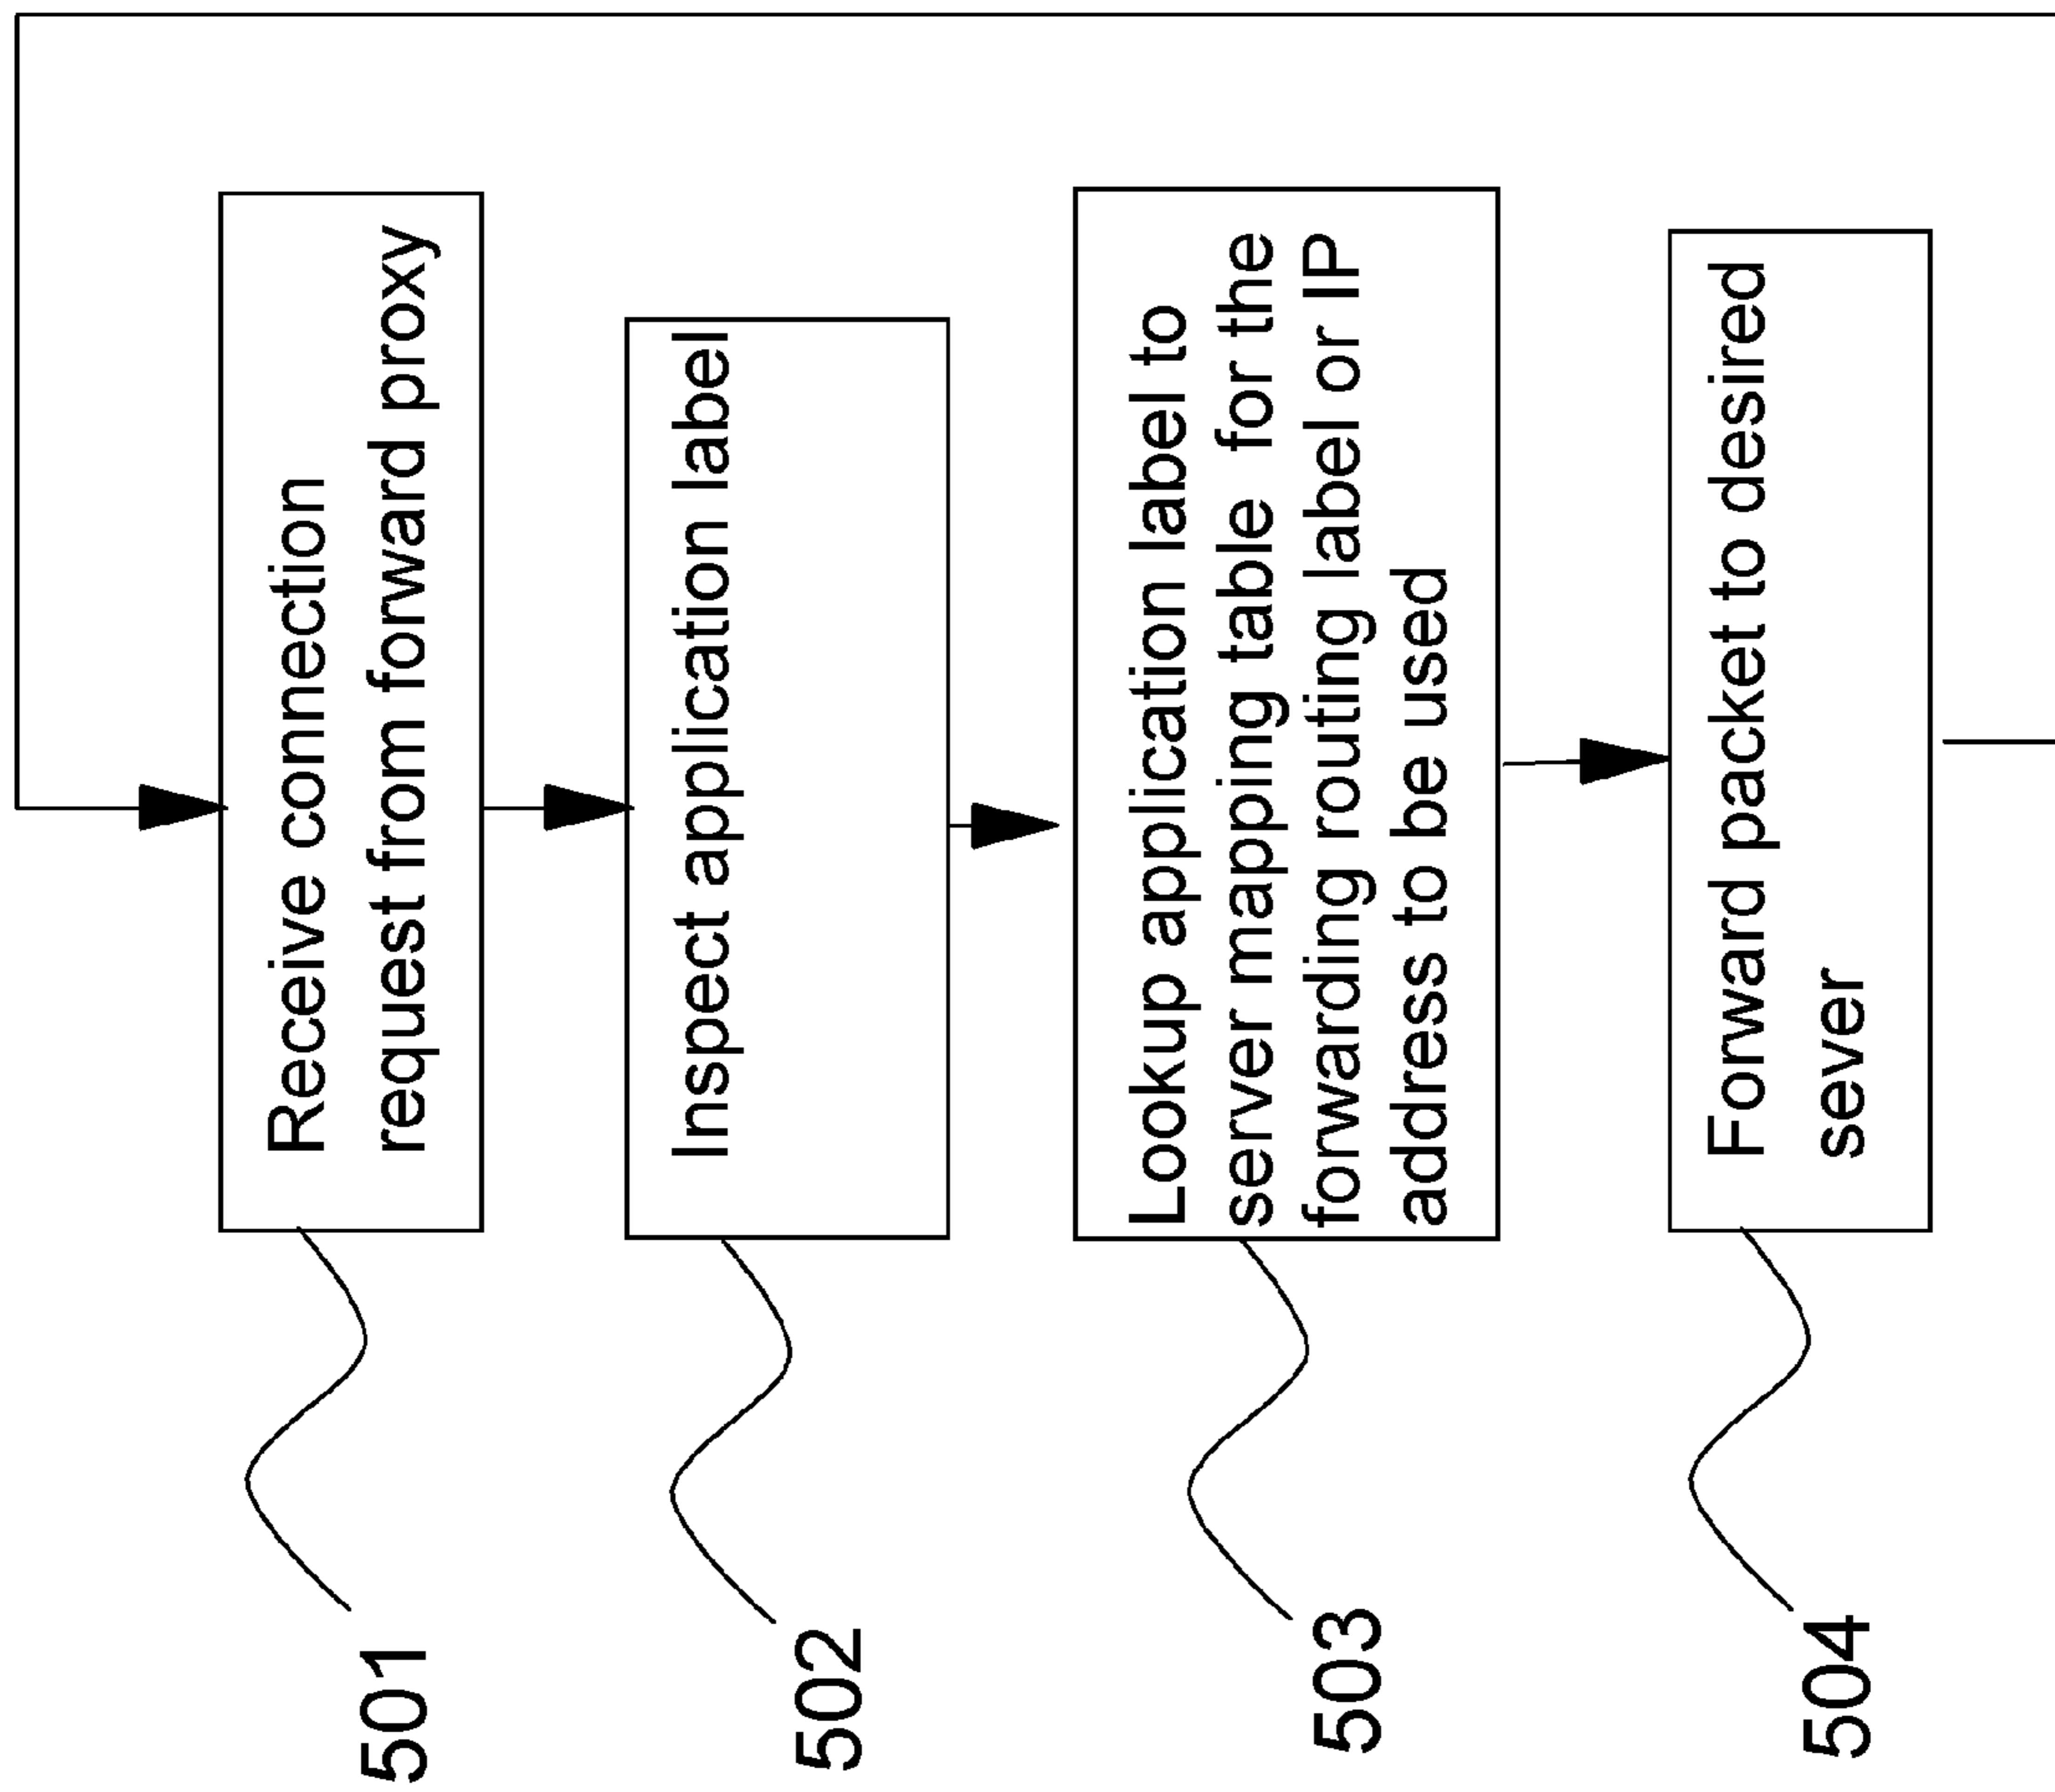 501
Receive connection
request from forward proxy
502
Inspect application label
503
Lookup application label to
server mapping table for the
forwarding routing label or IP
address to be used
504
Forward packet to desired
sever